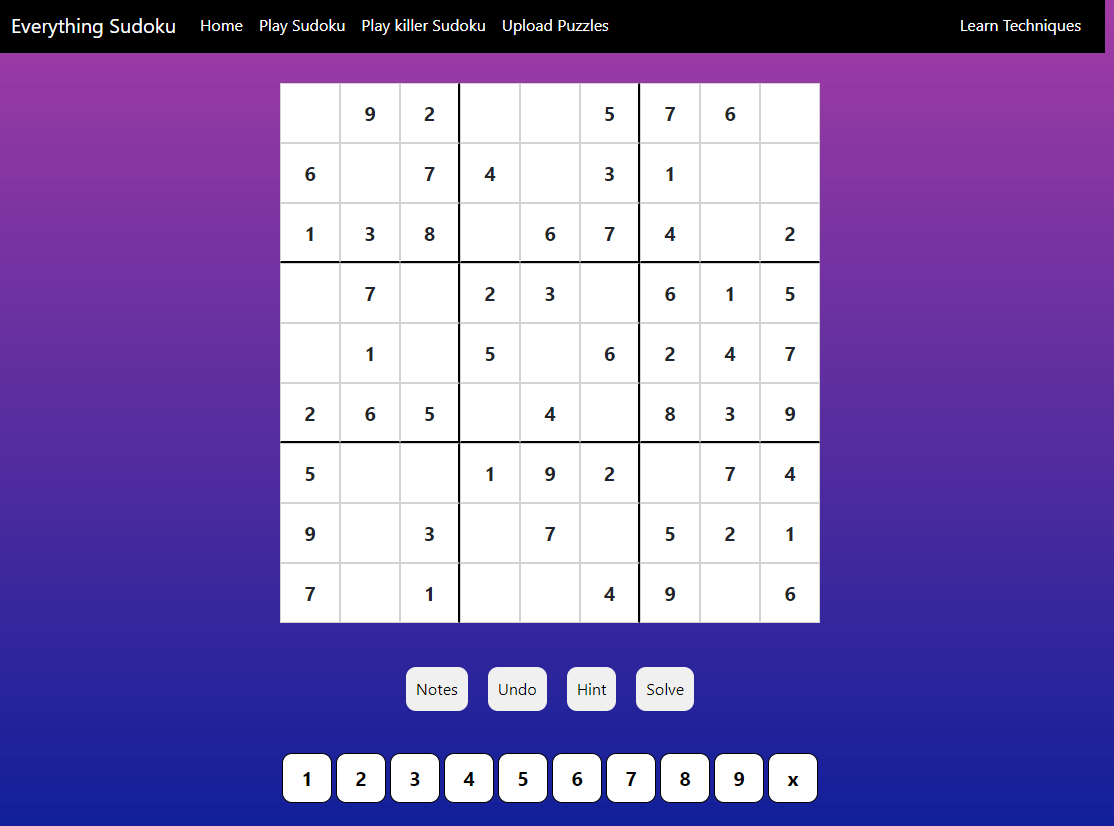 Everything Sudoku Home Play Sudoku Play killer Sudoku Upload Puzzles Learn Techniques
9 2 5 7 6
6 7 4 3 1
1 3 8 6 7 4 2
7 2 3 6 1 5
1 5 6 2 4 7
2 6 5 4 8 3 9
5 1 9 2 7 4
9 3 7 5 2 1
7 1 4 9 6
Notes Undo Hint Solve
1 2 3 4 5 6 7 8 9 x